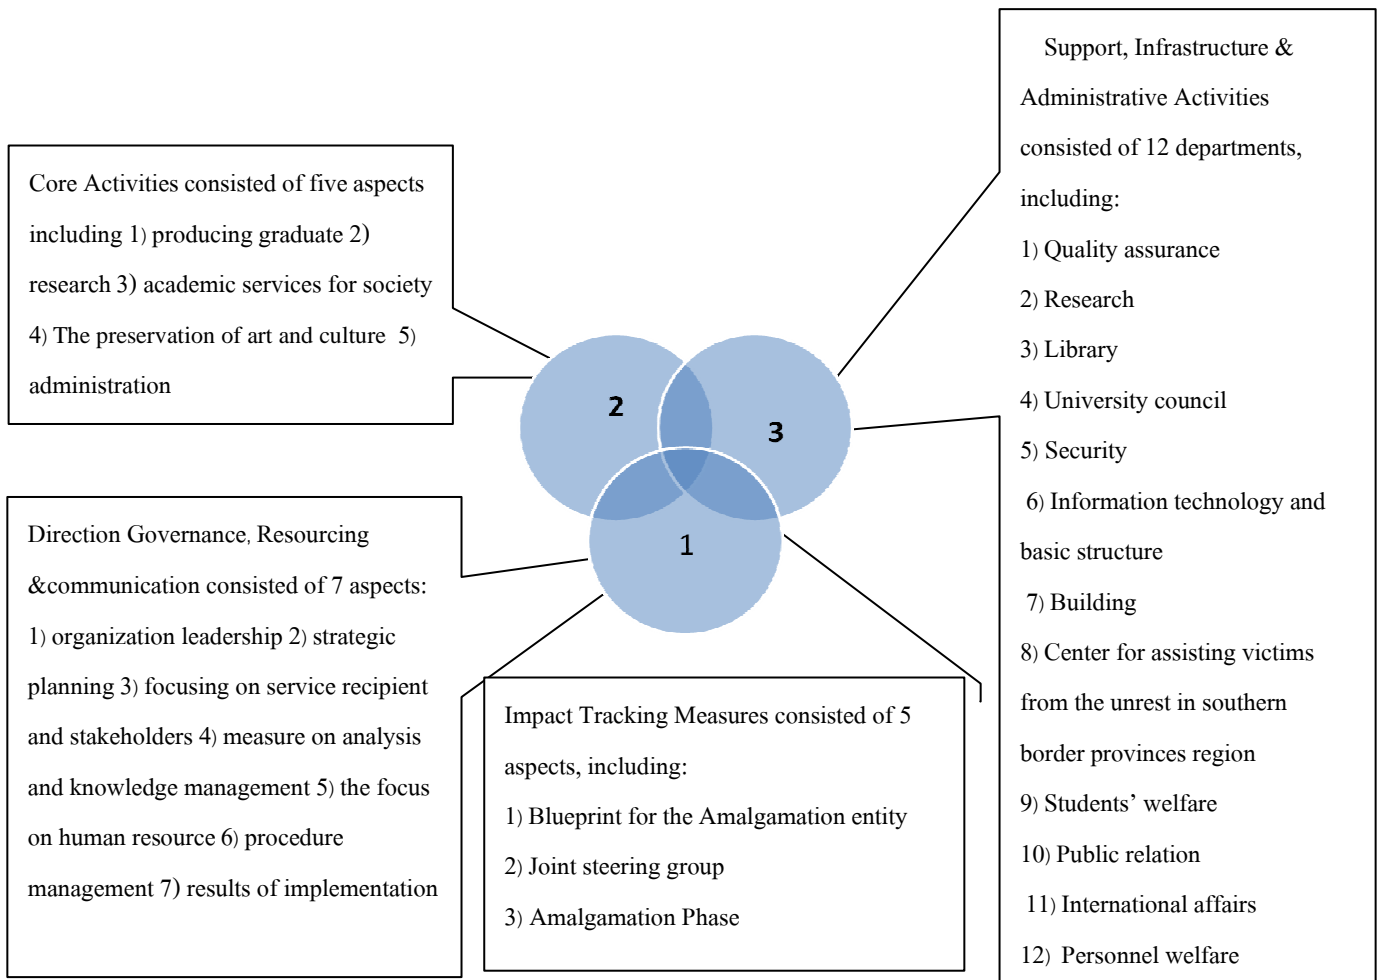 Support, Infrastructure &
Administrative Activities
consisted of 12 departments,
including:
1) Quality assurance
2) Research
3) Library
4) University council
5) Security
6) Information technology and
basic structure
7) Building
8) Center for assisting victims
from the unrest in southern
border provinces region
9) Students’ welfare
10) Public relation
11) International affairs
12) Personnel welfare
Core Activities consisted of five aspects
including 1) producing graduate 2)
research 3) academic services for society
4) The preservation of art and culture 5)
administration
2
3
1
Direction Governance, Resourcing
&communication consisted of 7 aspects:
1) organization leadership 2) strategic
planning 3) focusing on service recipient
and stakeholders 4) measure on analysis
and knowledge management 5) the focus
on human resource 6) procedure
management 7) results of implementation
Impact Tracking Measures consisted of 5
aspects, including:
1) Blueprint for the Amalgamation entity
2) Joint steering group
3) Amalgamation Phase